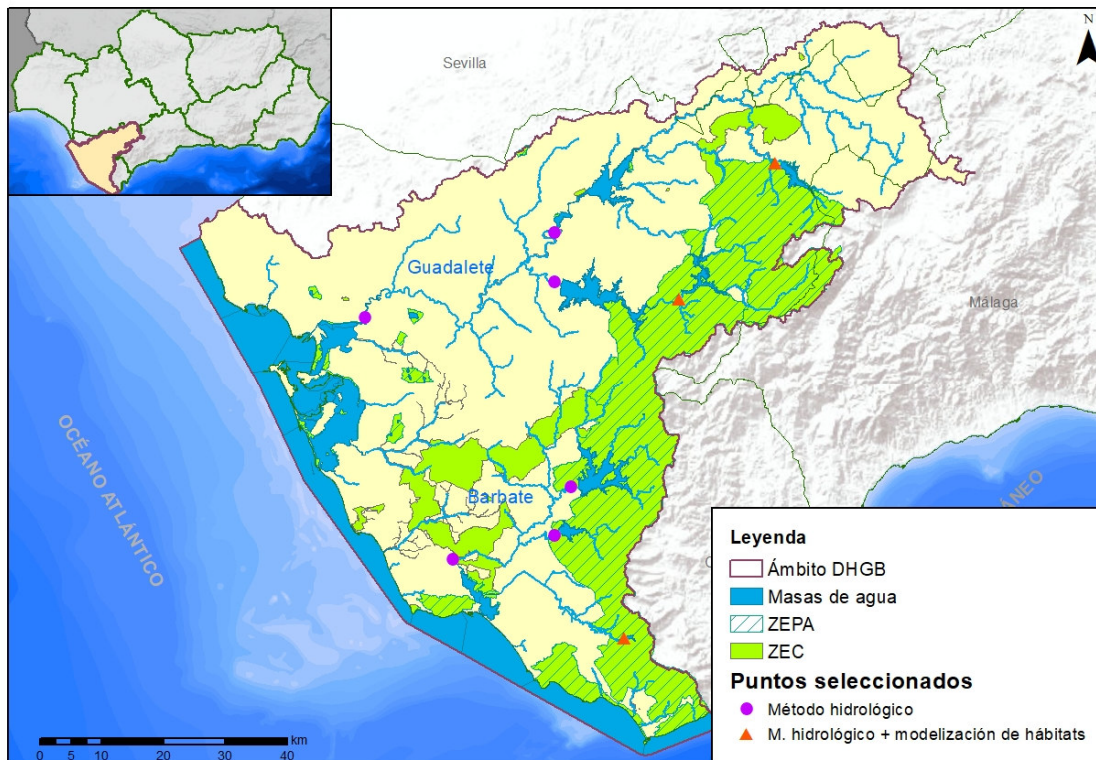 N
Sevilla
Guadalete
Málaga
OCÉANO ATLÁNTICO
ÁNEO
Barbate
Leyenda
Ámbito DHGB
Masas de agua
ZEPA
ZEC
Puntos seleccionados
Método hidrológico
M. hidrológico + modelización de hábitats
km
0 5 10 20 30 40